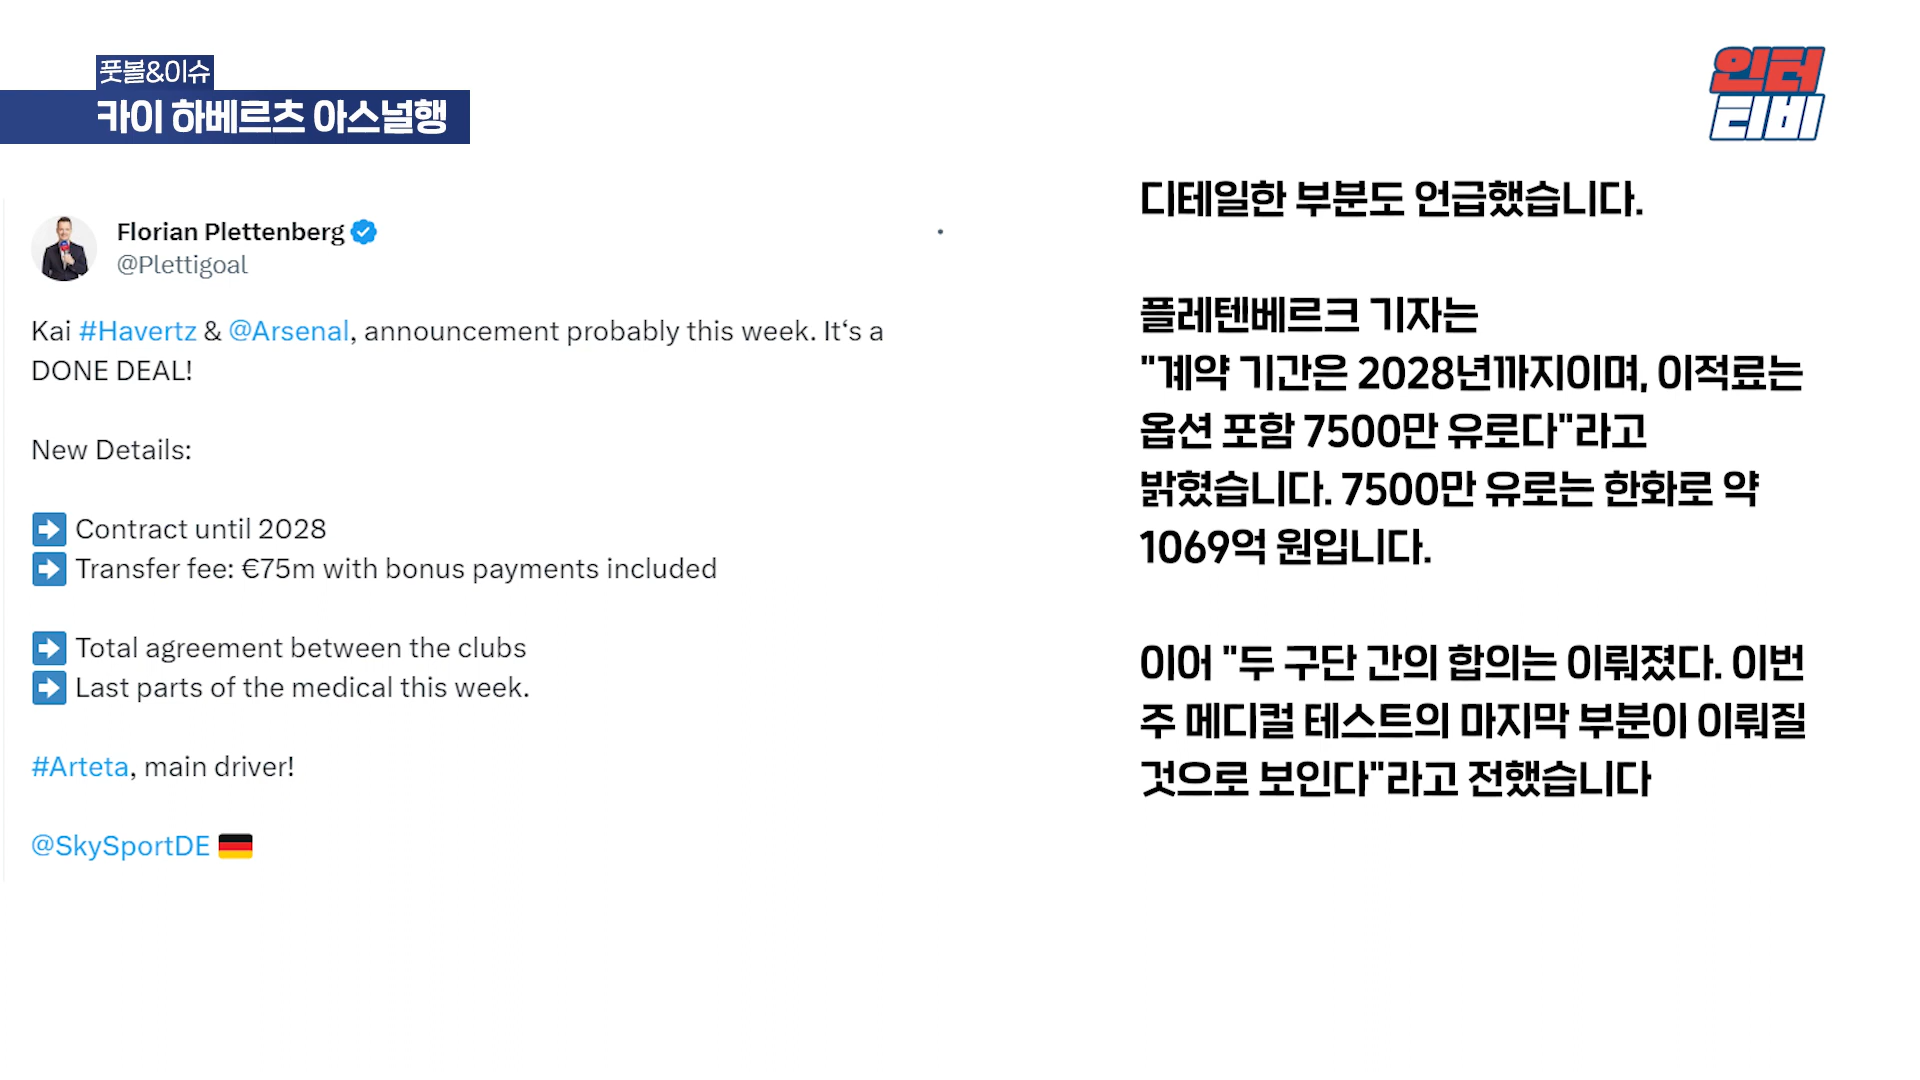 풋볼&이슈
카이 하베르츠 아스널행
인터
티비
Florian Plettenberg
@Plettigoal
Kai #Havertz & @Arsenal, announcement probably this week. It‘s a
DONE DEAL!
New Details:
Contract until 2028
Transfer fee: €75m with bonus payments included
Total agreement between the clubs
Last parts of the medical this week.
#Arteta, main driver!
@SkySportDE
디테일한 부분도 언급했습니다.
플레텐베르크 기자는
"계약 기간은 2028년까지이며, 이적료는
옵션 포함 7500만 유로다"라고
밝혔습니다. 7500만 유로는 한화로 약
1069억 원입니다.
이어 "두 구단 간의 합의는 이뤄졌다. 이번
주 메디컬 테스트의 마지막 부분이 이뤄질
것으로 보인다"라고 전했습니다